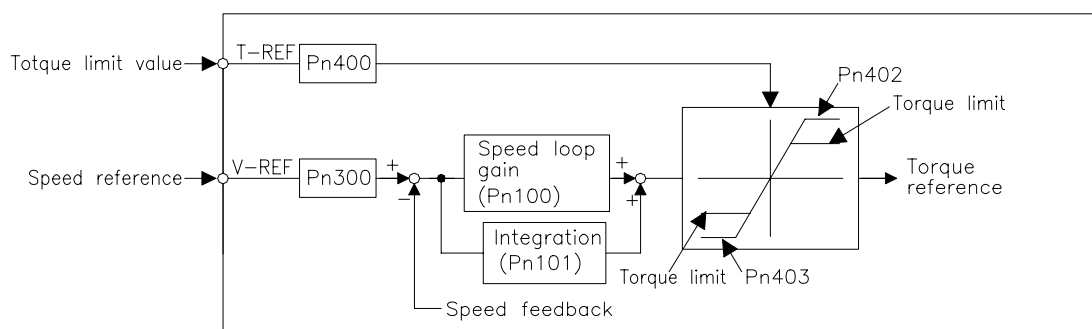 T-REF
Totque limit value
Pn400
Pn402
Torque limit
V-REF
Speed reference
Pn300
+
−
Speed loop
gain
(Pn100)
+
+
Torque
reference
Integration
(Pn101)
Torque limit
Pn403
Speed feedback